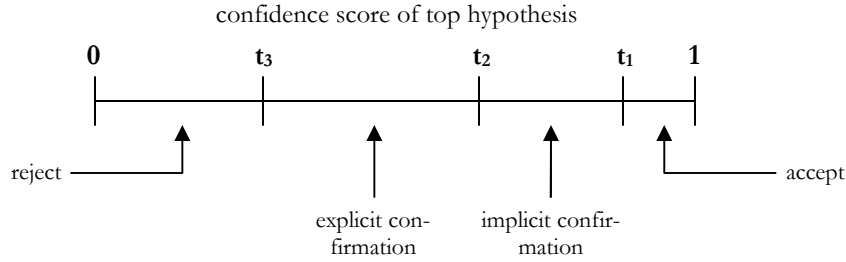 confidence score of top hypothesis
0 t₃ t₂ t₁ 1
reject
accept
explicit con-
firmation
implicit confir-
mation